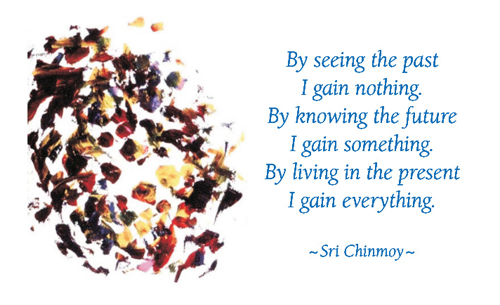 By seeing the past
I gain nothing.
By knowing the future
I gain something.
By living in the present
I gain everything.
~Sri Chinmoy~